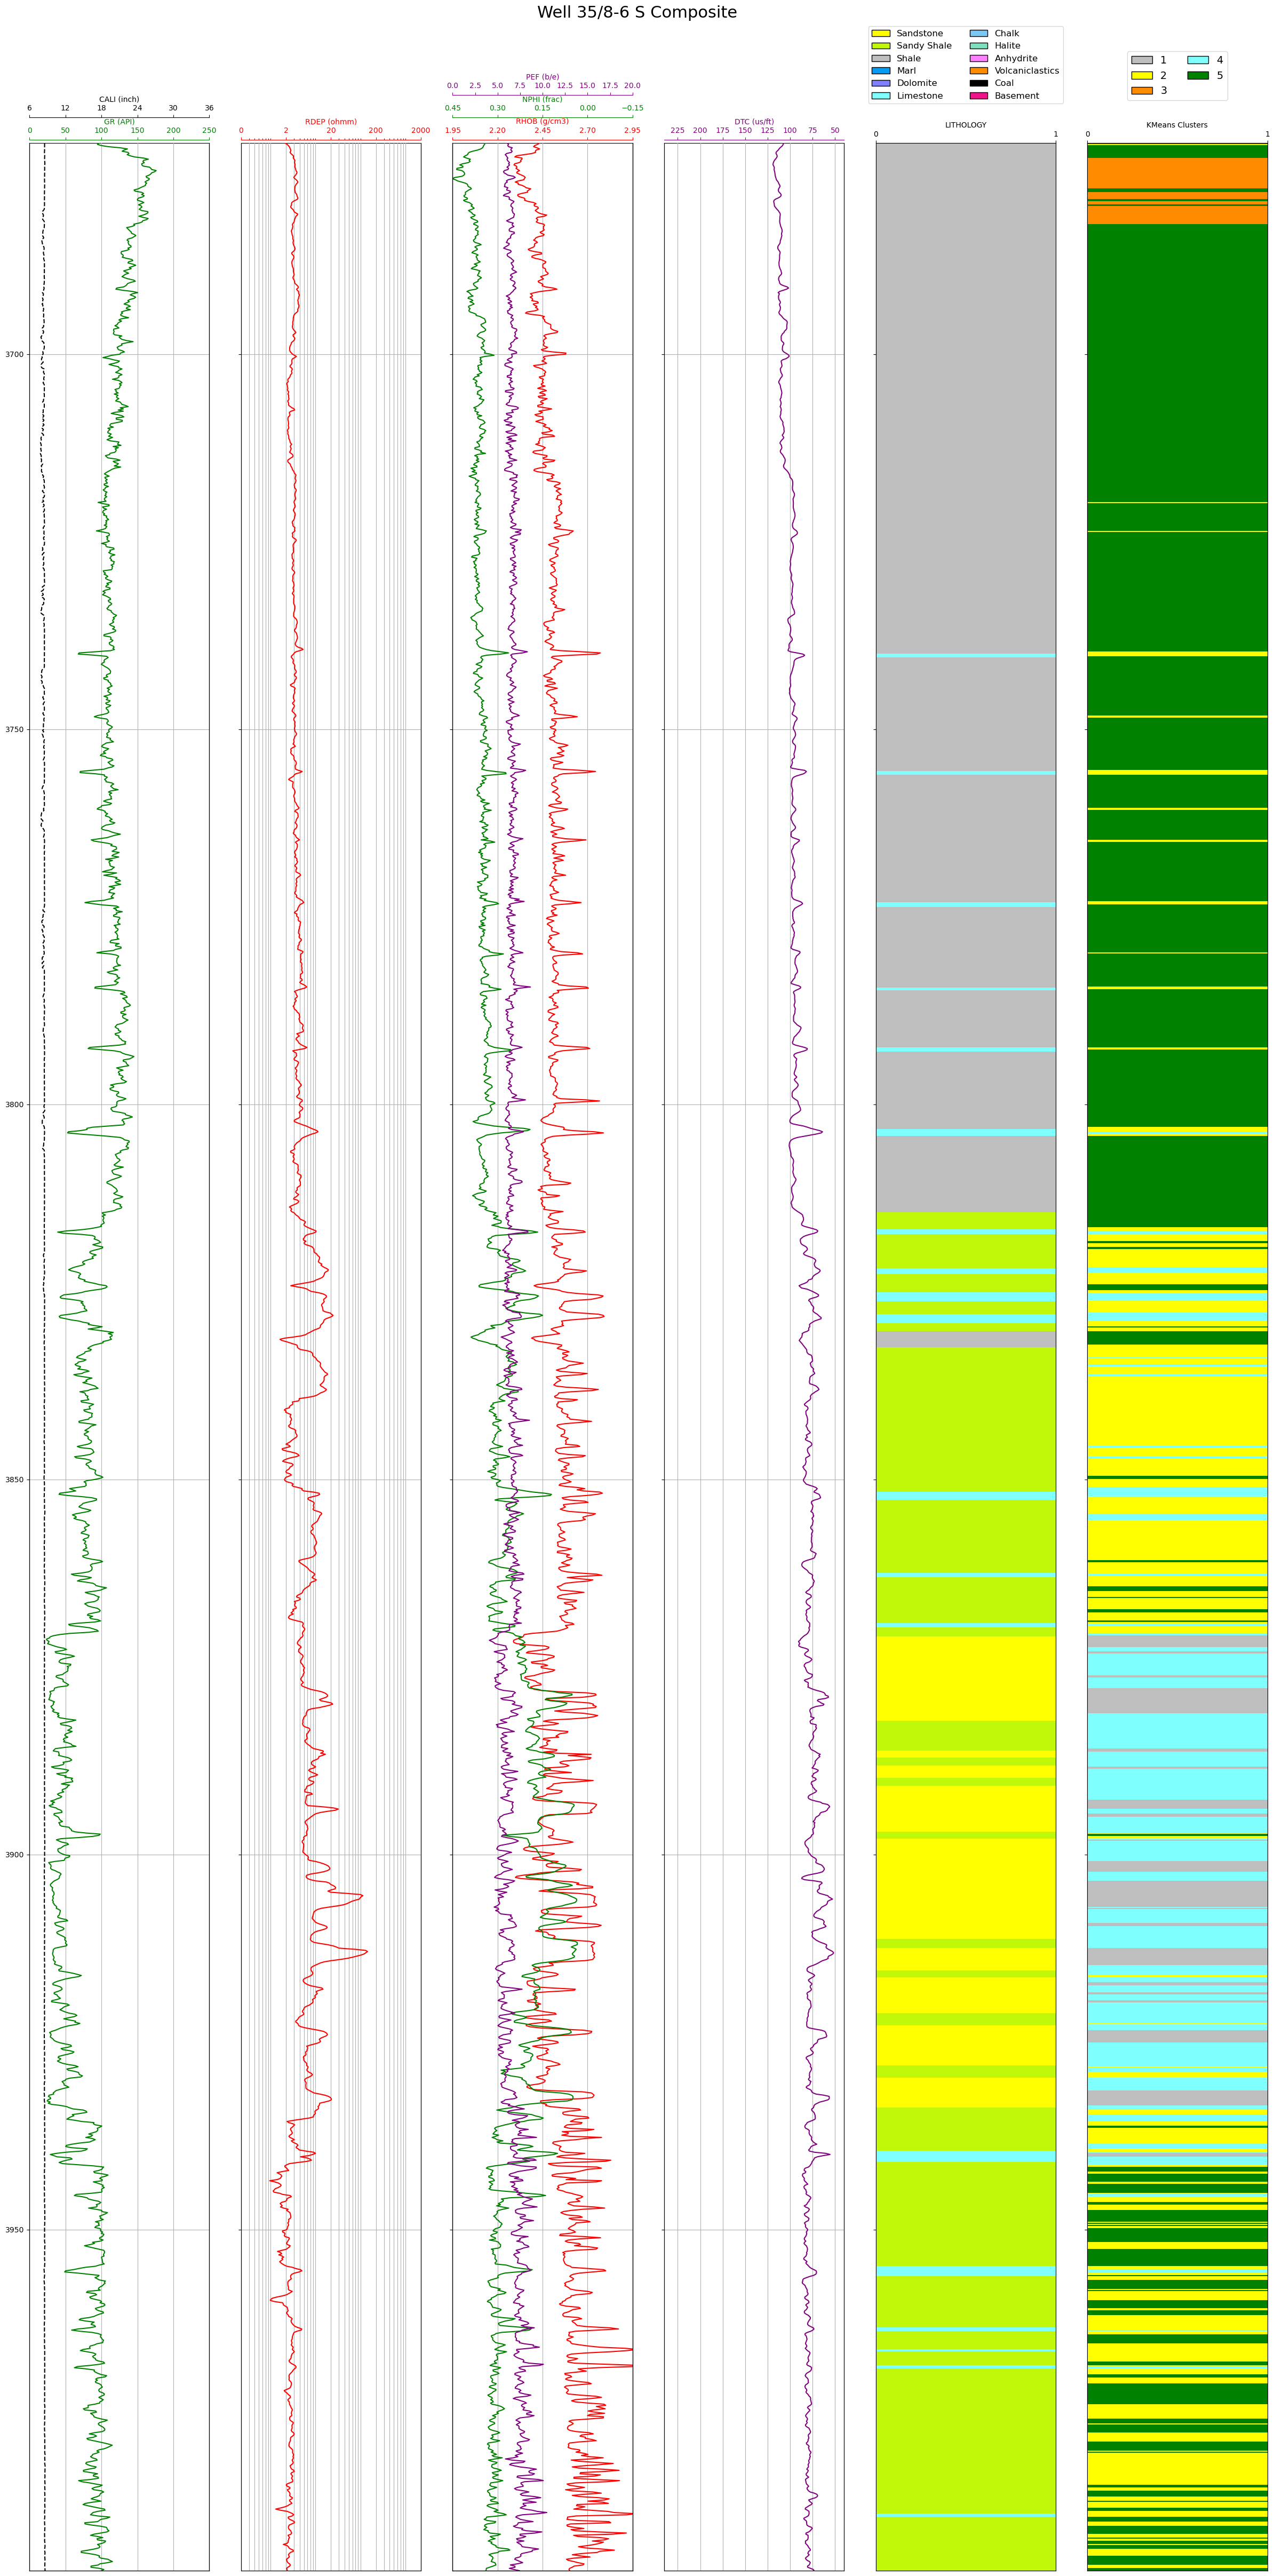 Well 35/8-6 S Composite
Sandstone Chalk
Sandy Shale Halite
Shale Anhydrite
Marl Volcaniclastics
Dolomite Coal
Limestone Basement
1 4
2 5
3
PEF (b/e)
0.0 2.5 5.0 7.5 10.0 12.5 15.0 17.5 20.0
CALI (inch) NPHI (frac)
6 12 18 24 30 36 0.45 0.30 0.15 0.00 −0.15
GR (API) RDEP (ohmm) RHOB (g/cm3) DTC (us/ft) LITHOLOGY KMeans Clusters
0 50 100 150 200 250 0 2 20 200 2000 1.95 2.20 2.45 2.70 2.95 225 200 175 150 125 100 75 50 0 1 0 1
3700
3750
3800
3850
3900
3950